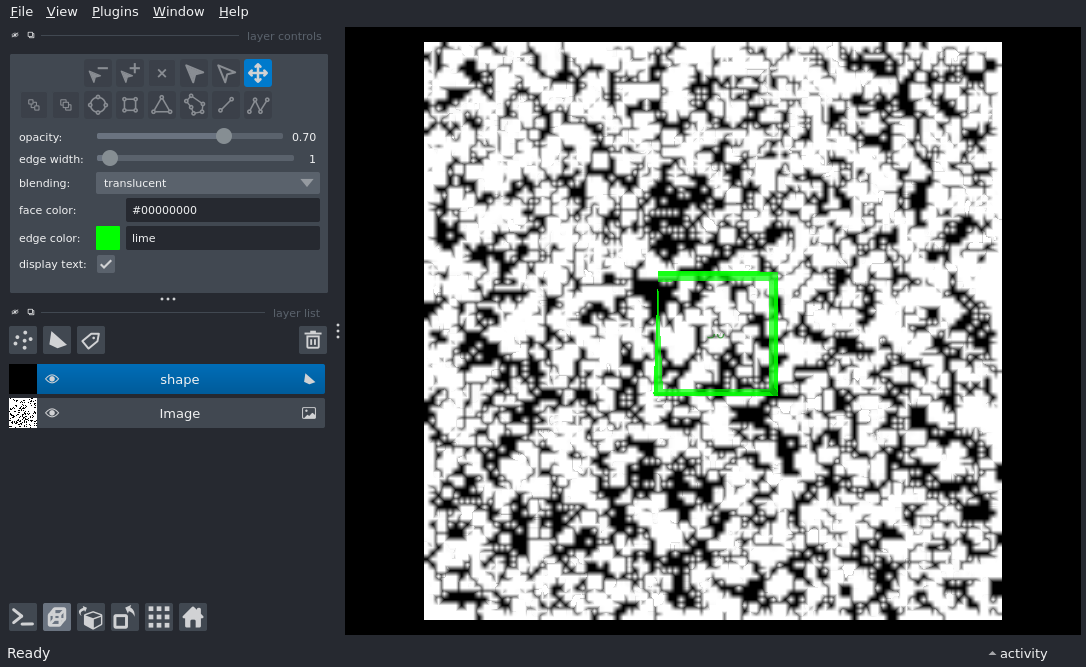 File View Plugins Window Help
layer controls
opacity: 0.70
edge width: 1
blending: translucent
face color: #00000000
edge color: lime
display text:
layer list
shape
Image
Ready
activity